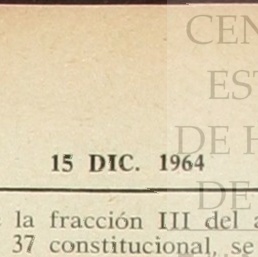 CEN
EST
DE H
15 DIC. 1964
DE
la fracción III del a
37 constitucional, se